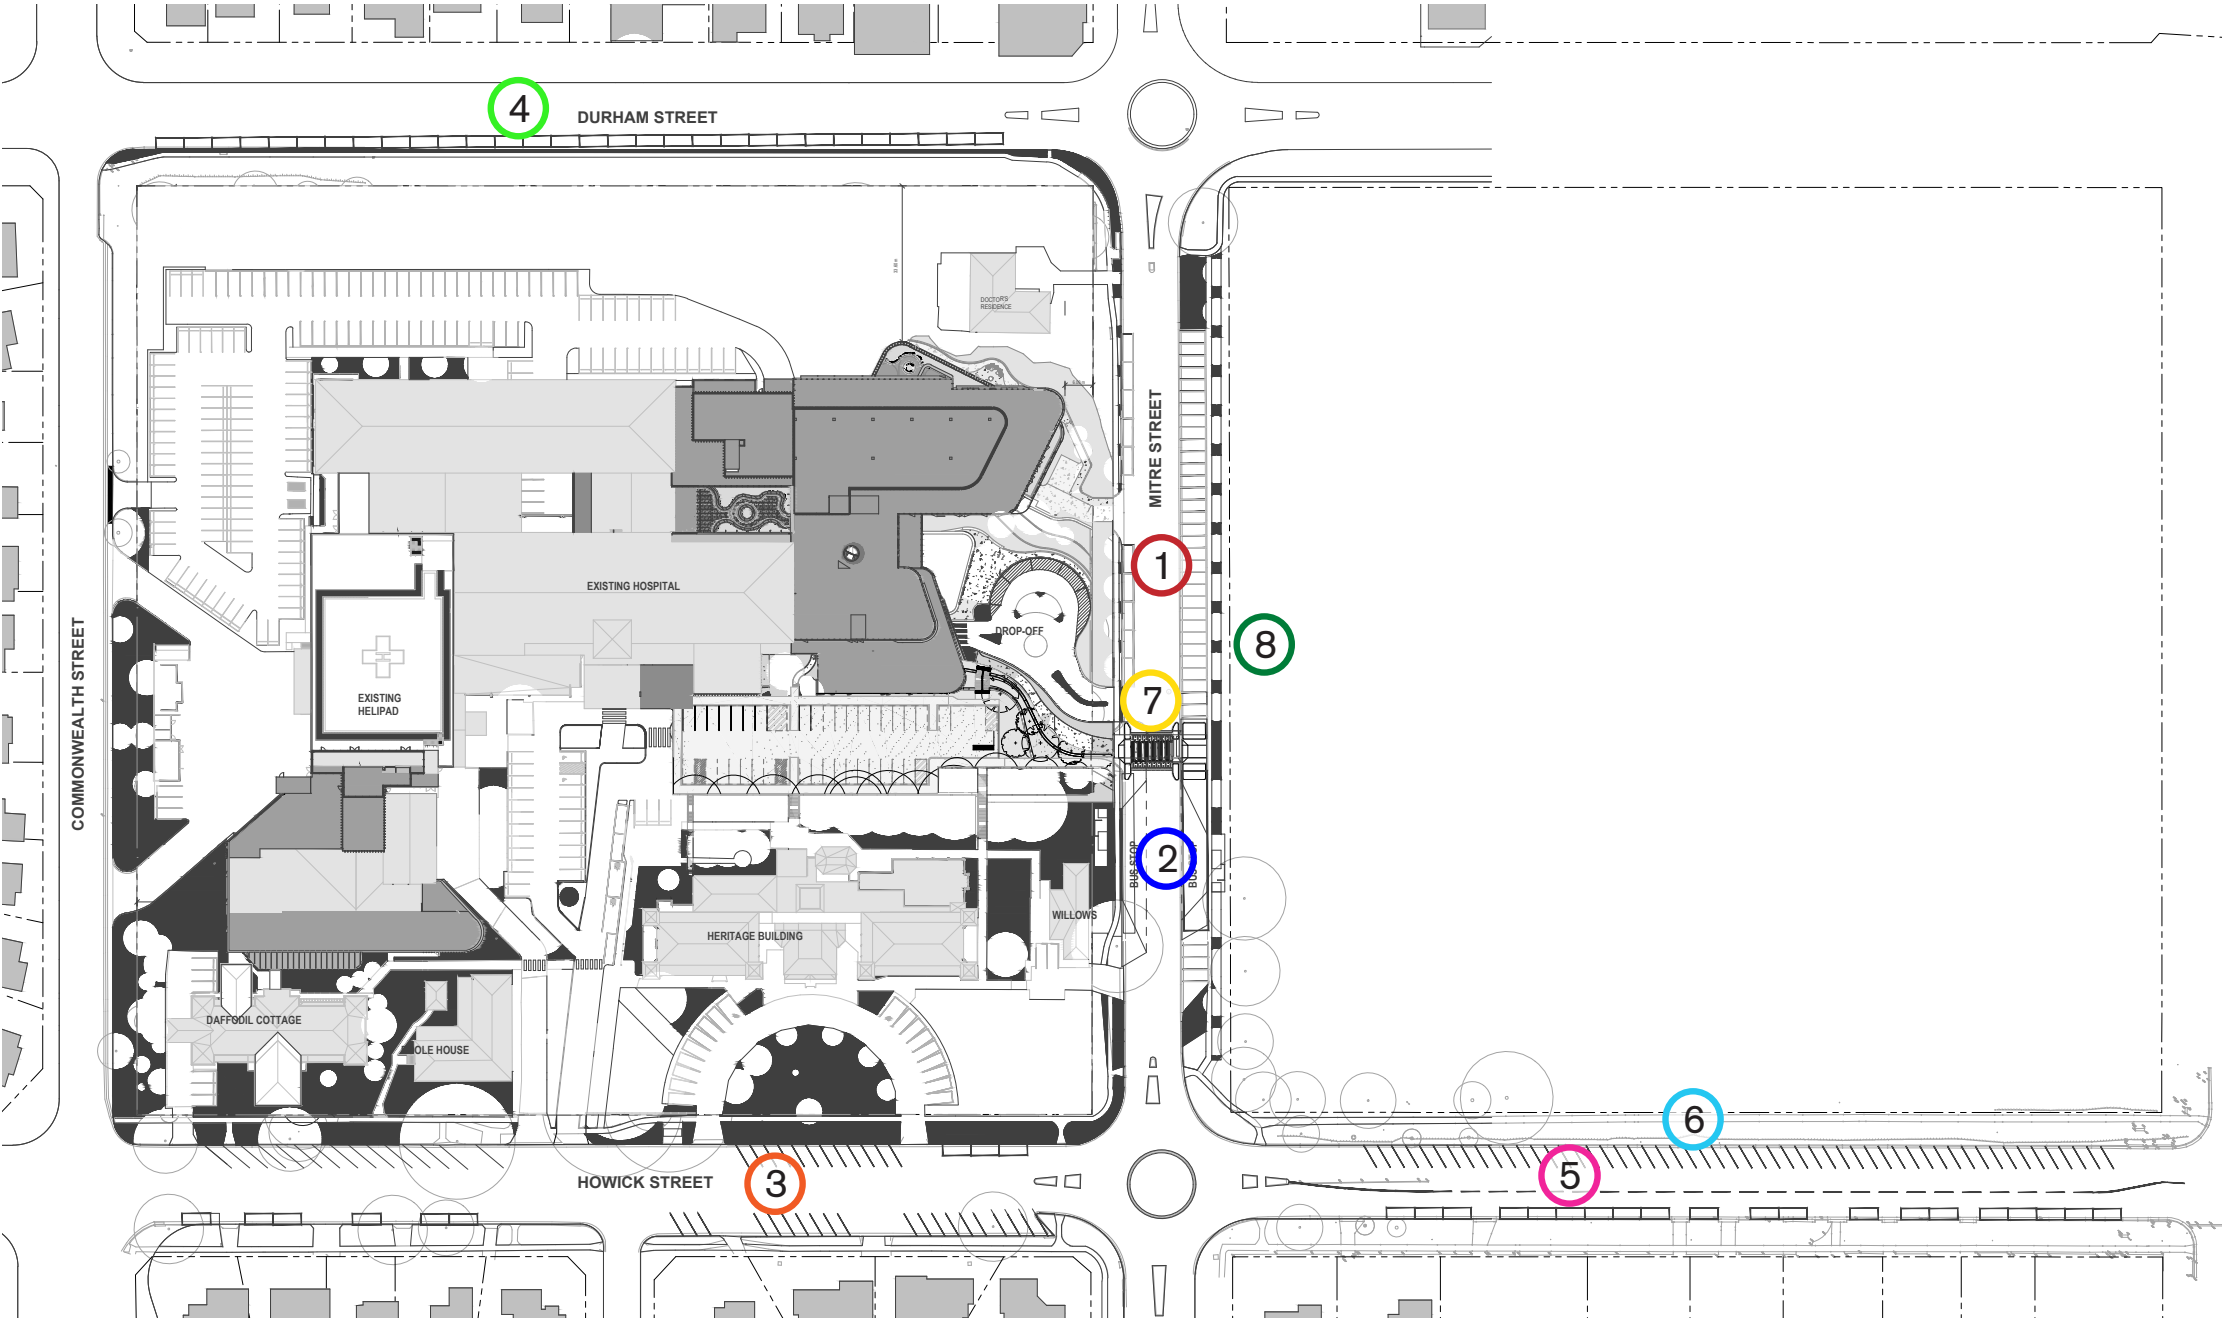 4
DURHAM STREET
DOCTOR'S
RESIDENCE
MITRE STREET
1
EXISTING HOSPITAL
DROP-OFF
8
COMMONWEALTH STREET
EXISTING
HELIPAD
7
BUS STOP
2
WILLOWS
HERITAGE BUILDING
DAFFODIL COTTAGE
OLE HOUSE
6
HOWICK STREET
3
5